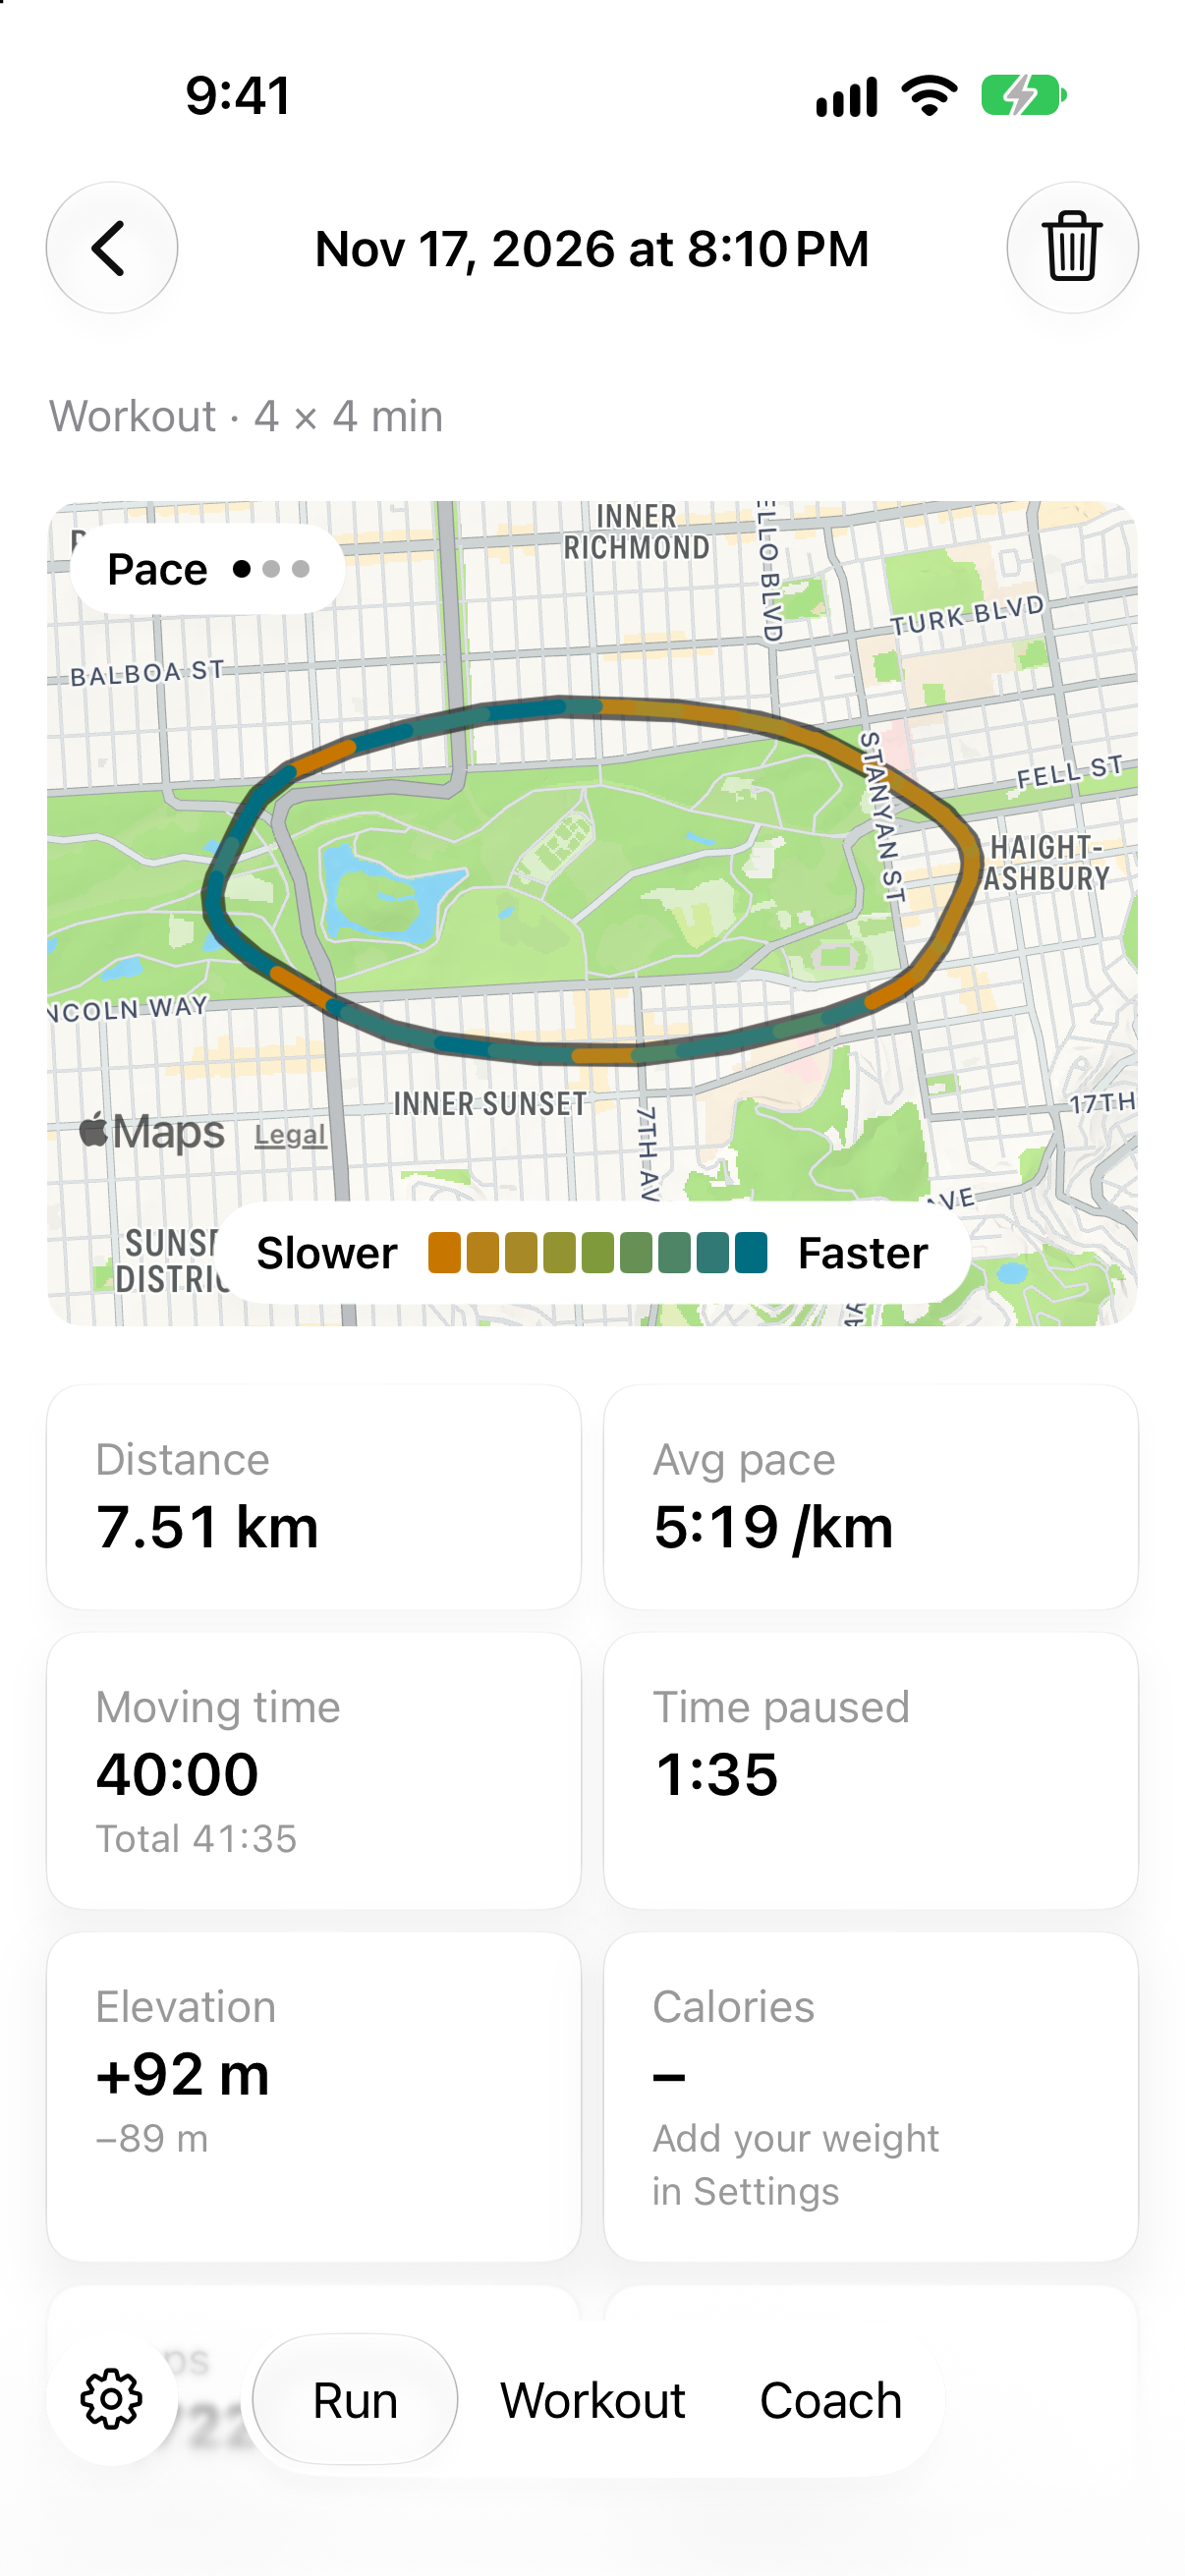 9:41
Nov 17, 2026 at 8:10 PM
Workout · 4 × 4 min
INNER
RICHMOND
Pace
TURK BLVD
BALBOA ST
STANYAN ST
FELL ST
HAIGHT-
ASHBURY
INNER SUNSET
7TH AV
17TH
AVE
Maps Legal
Slower Faster
Distance
7.51 km
Avg pace
5:19 /km
Moving time
40:00
Total 41:35
Time paused
1:35
Elevation
+92 m
−89 m
Calories
–
Add your weight
in Settings
Run Workout Coach